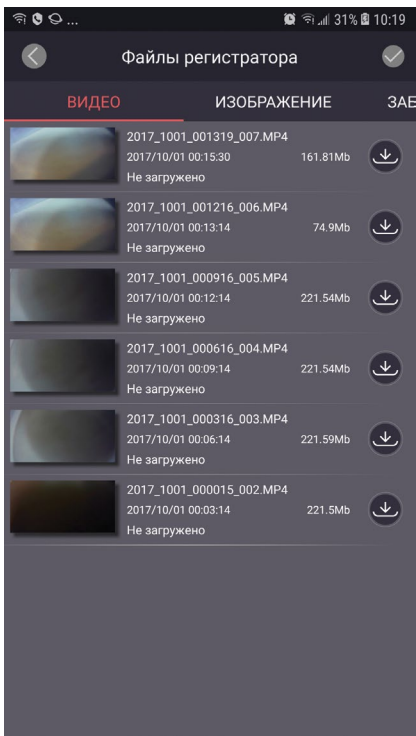 ... 31% 10:19
Файлы регистратора
ВИДЕО ИЗОБРАЖЕНИЕ ЗАБ
2017_1001_001319_007.MP4
2017/10/01 00:15:30 161.81Mb
Не загружено
2017_1001_001216_006.MP4
2017/10/01 00:13:14 74.9Mb
Не загружено
2017_1001_000916_005.MP4
2017/10/01 00:12:14 221.54Mb
Не загружено
2017_1001_000616_004.MP4
2017/10/01 00:09:14 221.54Mb
Не загружено
2017_1001_000316_003.MP4
2017/10/01 00:06:14 221.59Mb
Не загружено
2017_1001_000015_002.MP4
2017/10/01 00:03:14 221.5Mb
Не загружено